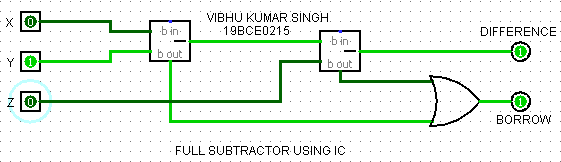 VIBHU KUMAR SINGH
19BCE0215
X 0
b in
b out
b in
b out
DIFFERENCE
1
Y 1
Z 0
1
BORROW
FULL SUBTRACTOR USING IC